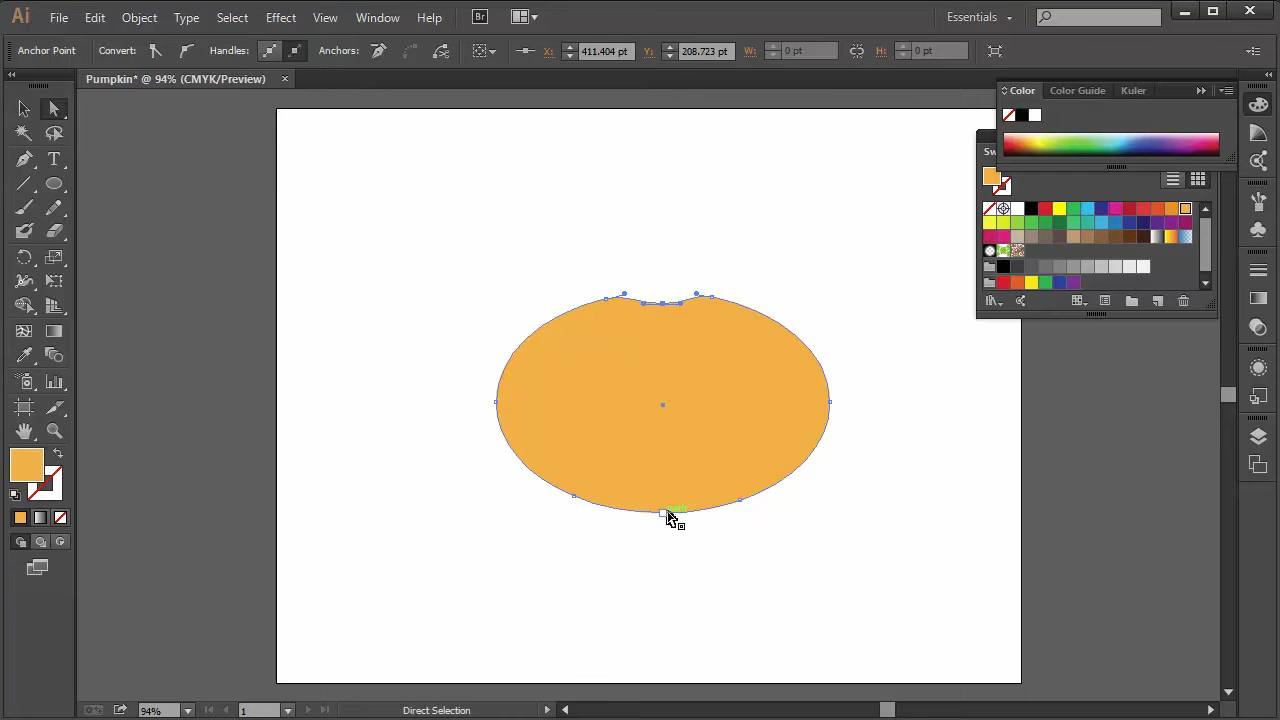 Ai File Edit Object Type Select Effect View Window Help Br Essentials
Anchor Point Convert: Handles: Anchors: X: 411.404 pt Y: 208.723 pt W: 0 pt H: 0 pt
Pumpkin* @ 94% (CMYK/Preview)
Color Color Guide Kuler
Sw
T
94% 1 Direct Selection